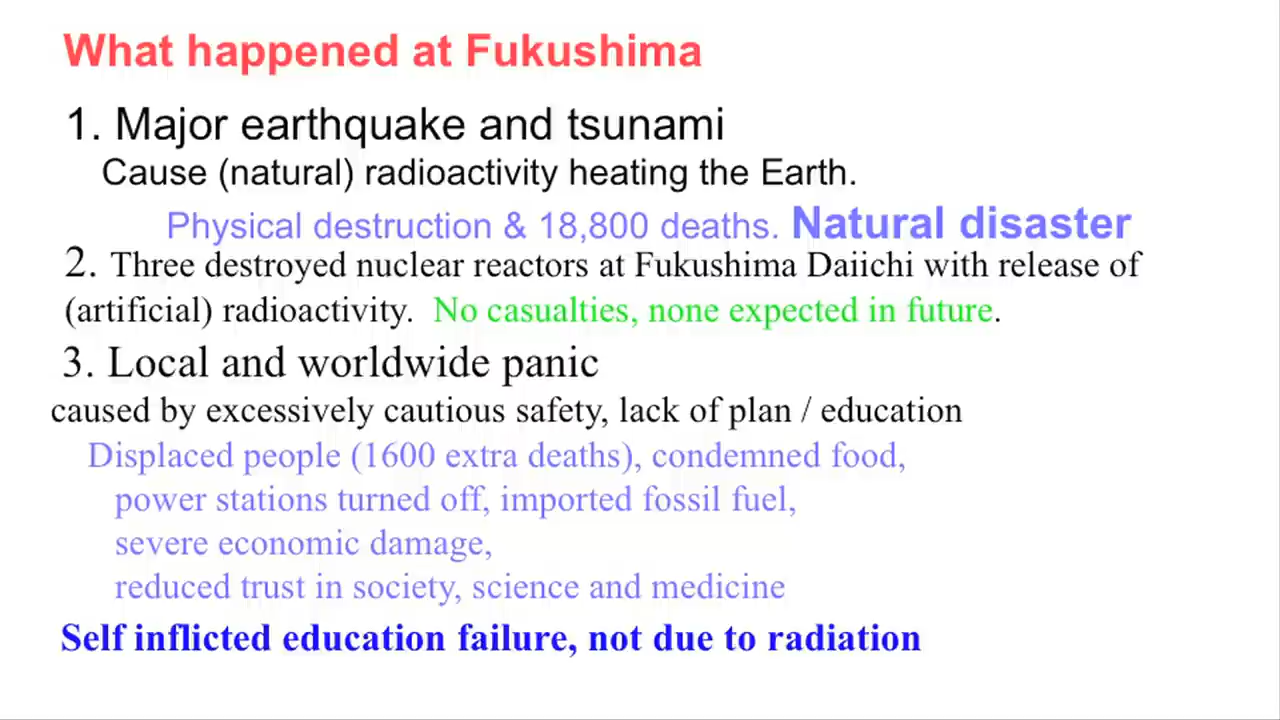 What happened at Fukushima
1. Major earthquake and tsunami
Cause (natural) radioactivity heating the Earth.
Physical destruction & 18,800 deaths. Natural disaster
2. Three destroyed nuclear reactors at Fukushima Daiichi with release of
(artificial) radioactivity. No casualties, none expected in future.
3. Local and worldwide panic
caused by excessively cautious safety, lack of plan / education
Displaced people (1600 extra deaths), condemned food,
power stations turned off, imported fossil fuel,
severe economic damage,
reduced trust in society, science and medicine
Self inflicted education failure, not due to radiation